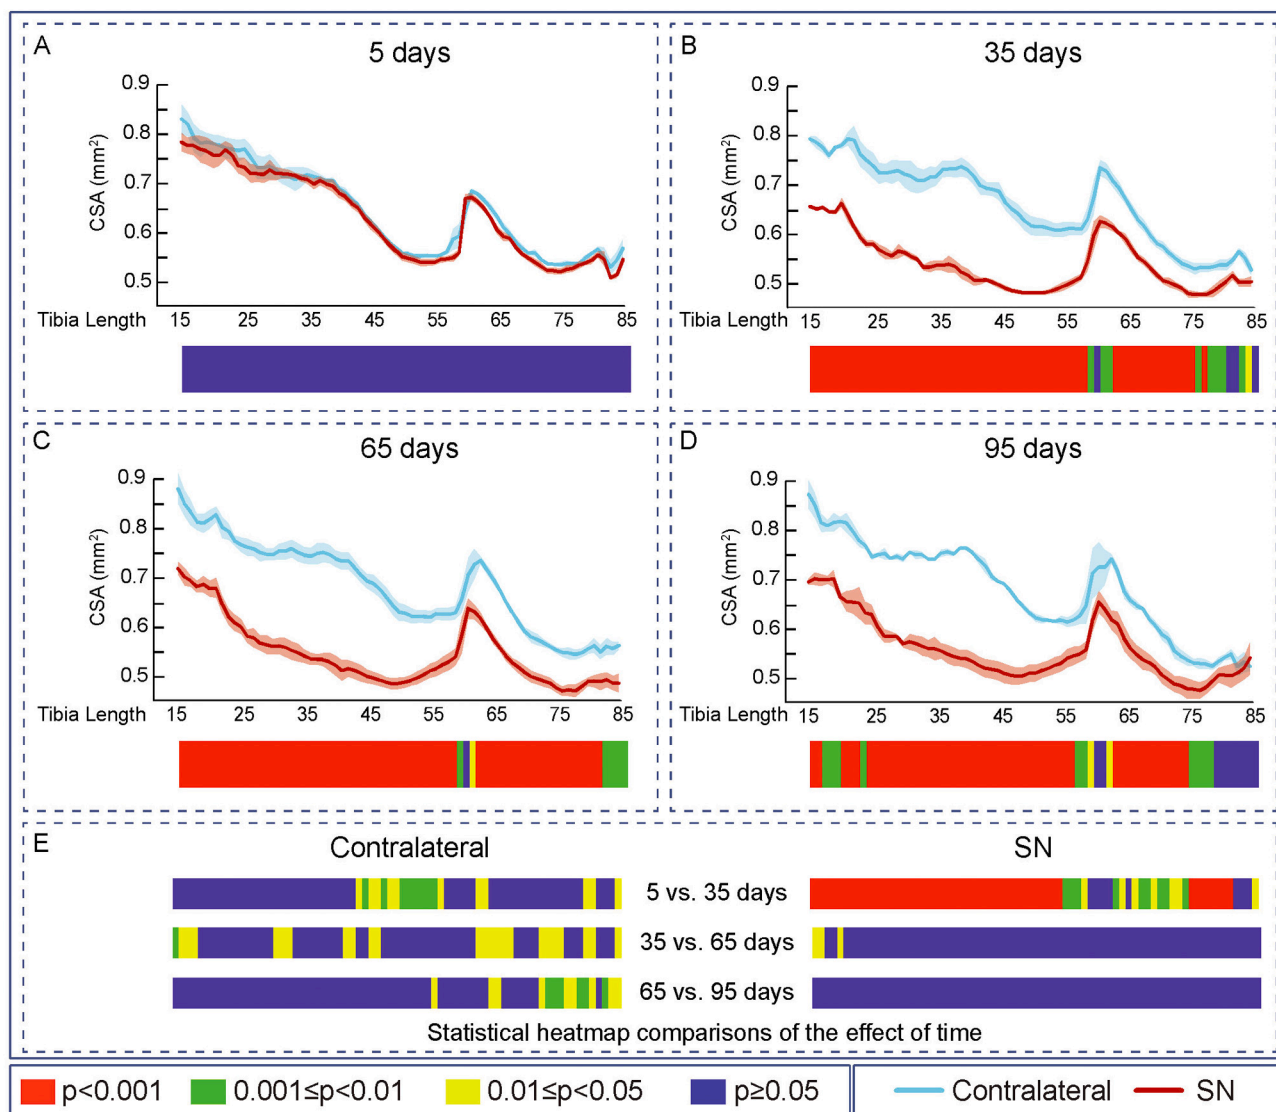 A
5 days
CSA (mm²)
0.9
0.8
0.7
0.6
0.5
Tibia Length 15 25 35 45 55 65 75 85
B
35 days
CSA (mm²)
0.9
0.8
0.7
0.6
0.5
Tibia Length 15 25 35 45 55 65 75 85
C
65 days
CSA (mm²)
0.9
0.8
0.7
0.6
0.5
Tibia Length 15 25 35 45 55 65 75 85
D
95 days
CSA (mm²)
0.9
0.8
0.7
0.6
0.5
Tibia Length 15 25 35 45 55 65 75 85
E
Contralateral SN
5 vs. 35 days
35 vs. 65 days
65 vs. 95 days
Statistical heatmap comparisons of the effect of time
p<0.001 0.001≤p<0.01 0.01≤p<0.05 p≥0.05 Contralateral SN